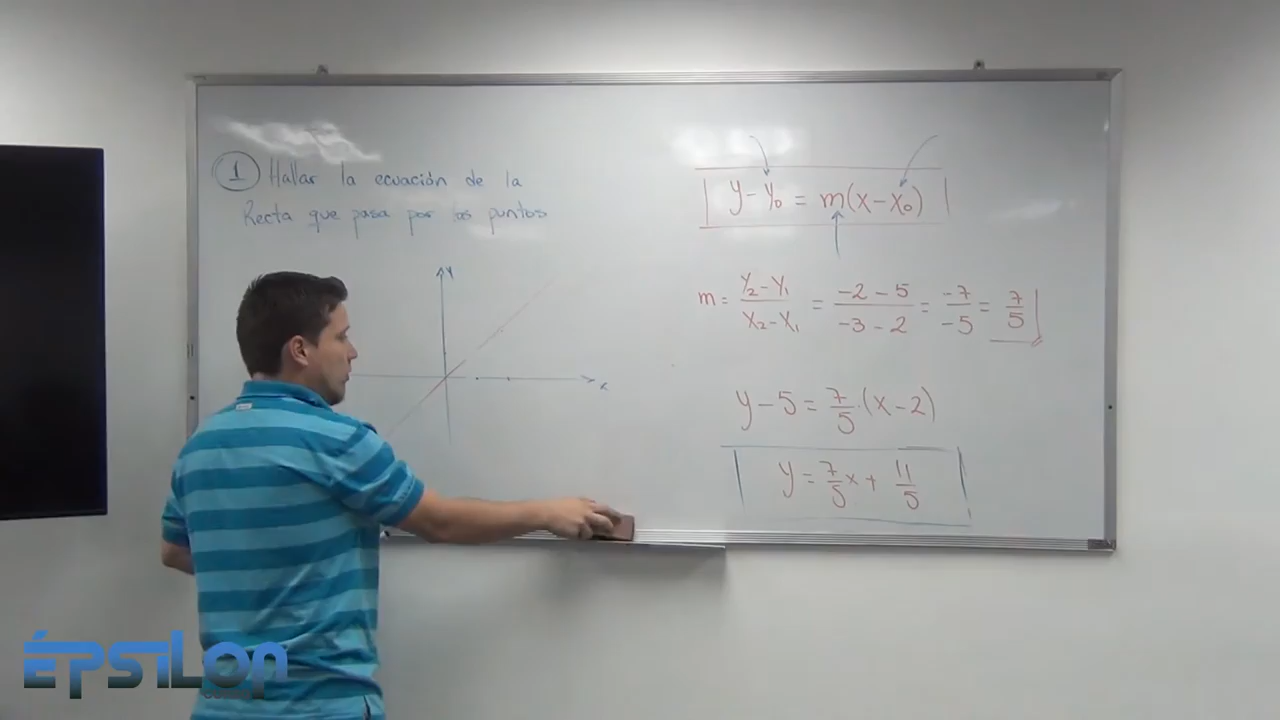 1 Hallar la ecuación de la
Recta que pasa por los puntos
y
x
y - y₀ = m(x - x₀)
m = y₂ - y₁ / x₂ - x₁ = -2 - 5 / -3 - 2 = -7 / -5 = 7/5
y - 5 = 7/5 · (x - 2)
y = 7/5 x + 11/5
ÉPSILON